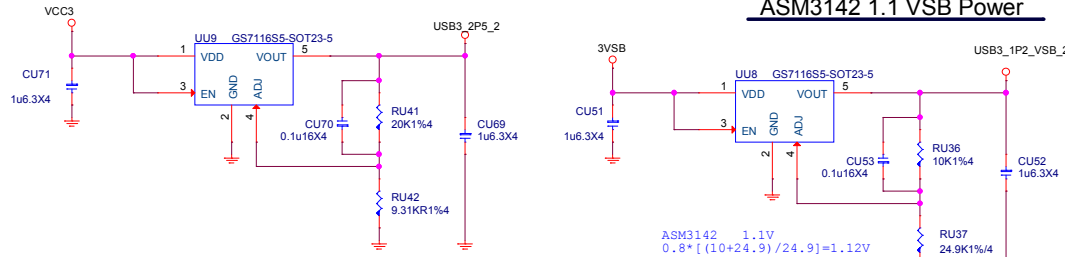 ASM3142 1.1 VSB Power
VCC3
USB3_2P5_2
UU9 GS7116S5-SOT23-5
1 VDD VOUT 5
CU71
1u6.3X4
3 EN GND ADJ
2 4
CU70
0.1u16X4
RU41
20K1%4
CU69
1u6.3X4
RU42
9.31KR1%4
3VSB
USB3_1P2_VSB_2
UU8 GS7116S5-SOT23-5
1 VDD VOUT 5
CU51
1u6.3X4
3 EN GND ADJ
2 4
CU53
0.1u16X4
RU36
10K1%4
CU52
1u6.3X4
ASM3142 1.1V
0.8*[(10+24.9)/24.9]=1.12V
RU37
24.9K1%/4